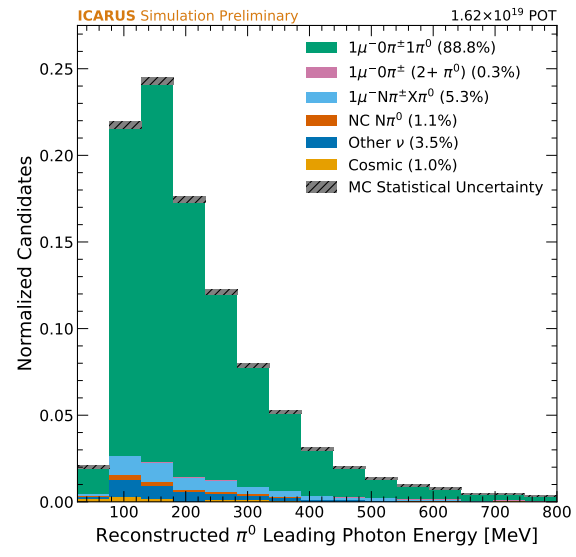 ICARUS Simulation Preliminary 1.62×10¹⁹ POT
1μ⁻0π±1π⁰ (88.8%)
1μ⁻0π± (2+ π⁰) (0.3%)
1μ⁻Nπ±Xπ⁰ (5.3%)
NC Nπ⁰ (1.1%)
Other ν (3.5%)
Cosmic (1.0%)
MC Statistical Uncertainty
Normalized Candidates
0.25
0.20
0.15
0.10
0.05
0.00
100 200 300 400 500 600 700 800
Reconstructed π⁰ Leading Photon Energy [MeV]